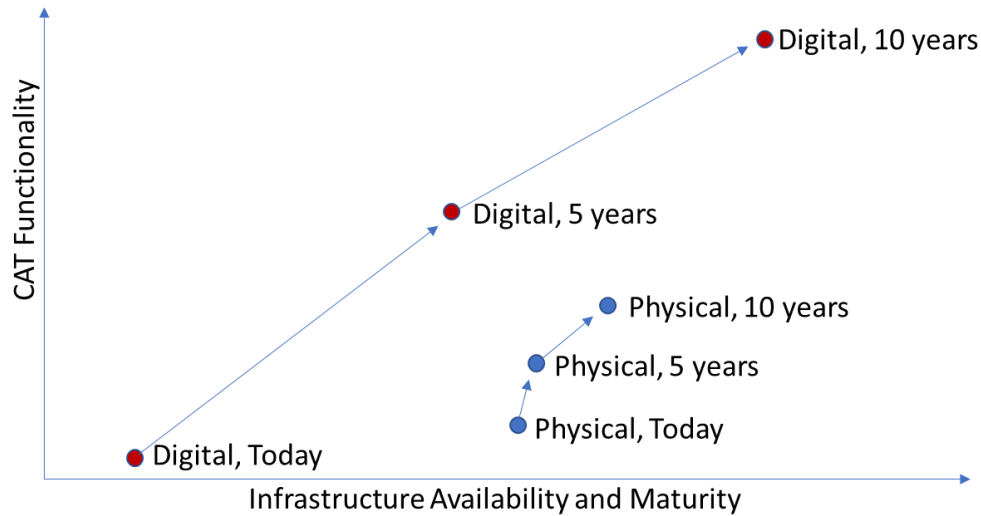 Digital, 10 years
CAT Functionality
Digital, 5 years
Physical, 10 years
Physical, 5 years
Physical, Today
Digital, Today
Infrastructure Availability and Maturity